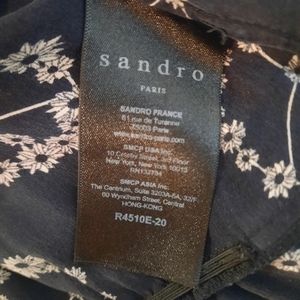 sandro
PARIS
SANDRO FRANCE
61 rue de Turenne
75003 Paris
www.sandro-paris.com
SMCP USA Inc.
10 Crosby Street, 3rd Floor
New York, New York 10013
RN132784
SMCP ASIA Inc.
The Centrium, Suite 3203A-5A, 32/F,
60 Wyndham Street, Central
HONG-KONG
R4510E-20